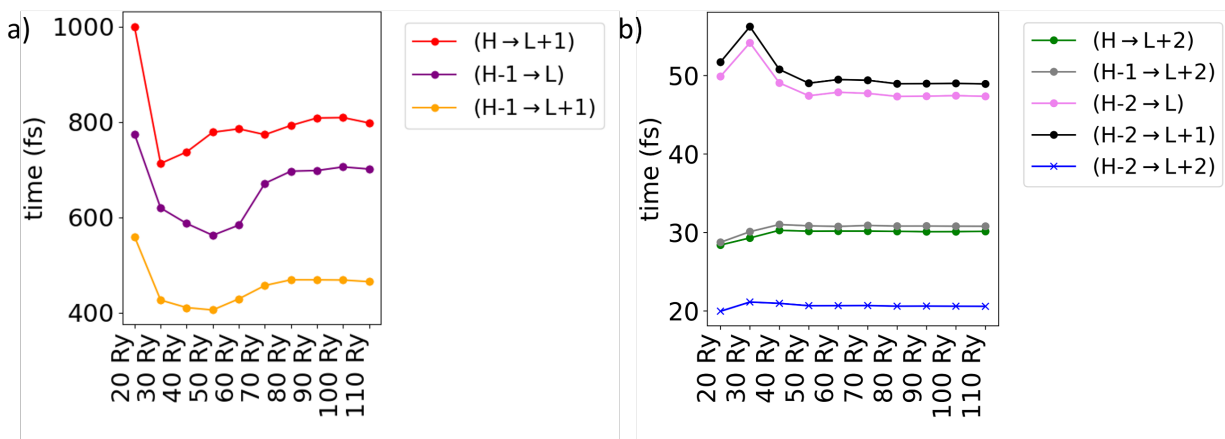 a)
1000
800
600
400
time (fs)
20 Ry
30 Ry
40 Ry
50 Ry
60 Ry
70 Ry
80 Ry
90 Ry
100 Ry
110 Ry
(H→L+1)
(H-1→L)
(H-1→L+1)
b)
50
40
30
20
time (fs)
20 Ry
30 Ry
40 Ry
50 Ry
60 Ry
70 Ry
80 Ry
90 Ry
100 Ry
110 Ry
(H→L+2)
(H-1→L+2)
(H-2→L)
(H-2→L+1)
(H-2→L+2)